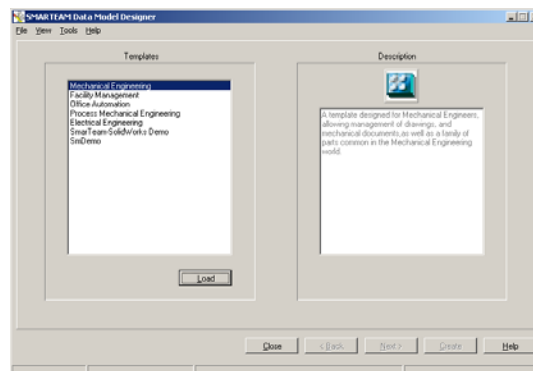 SMARTEAM Data Model Designer
File View Tools Help
Templates
Mechanical Engineering
Facility Management
Office Automation
Process Mechanical Engineering
Electrical Engineering
SmarTeam-SolidWorks Demo
SmDemo
Load
Description
A template designed for Mechanical Engineers,
allowing management of drawings, and
mechanical documents,as well as a family of
parts common in the Mechanical Engineering
world.
Close < Back Next > Create Help